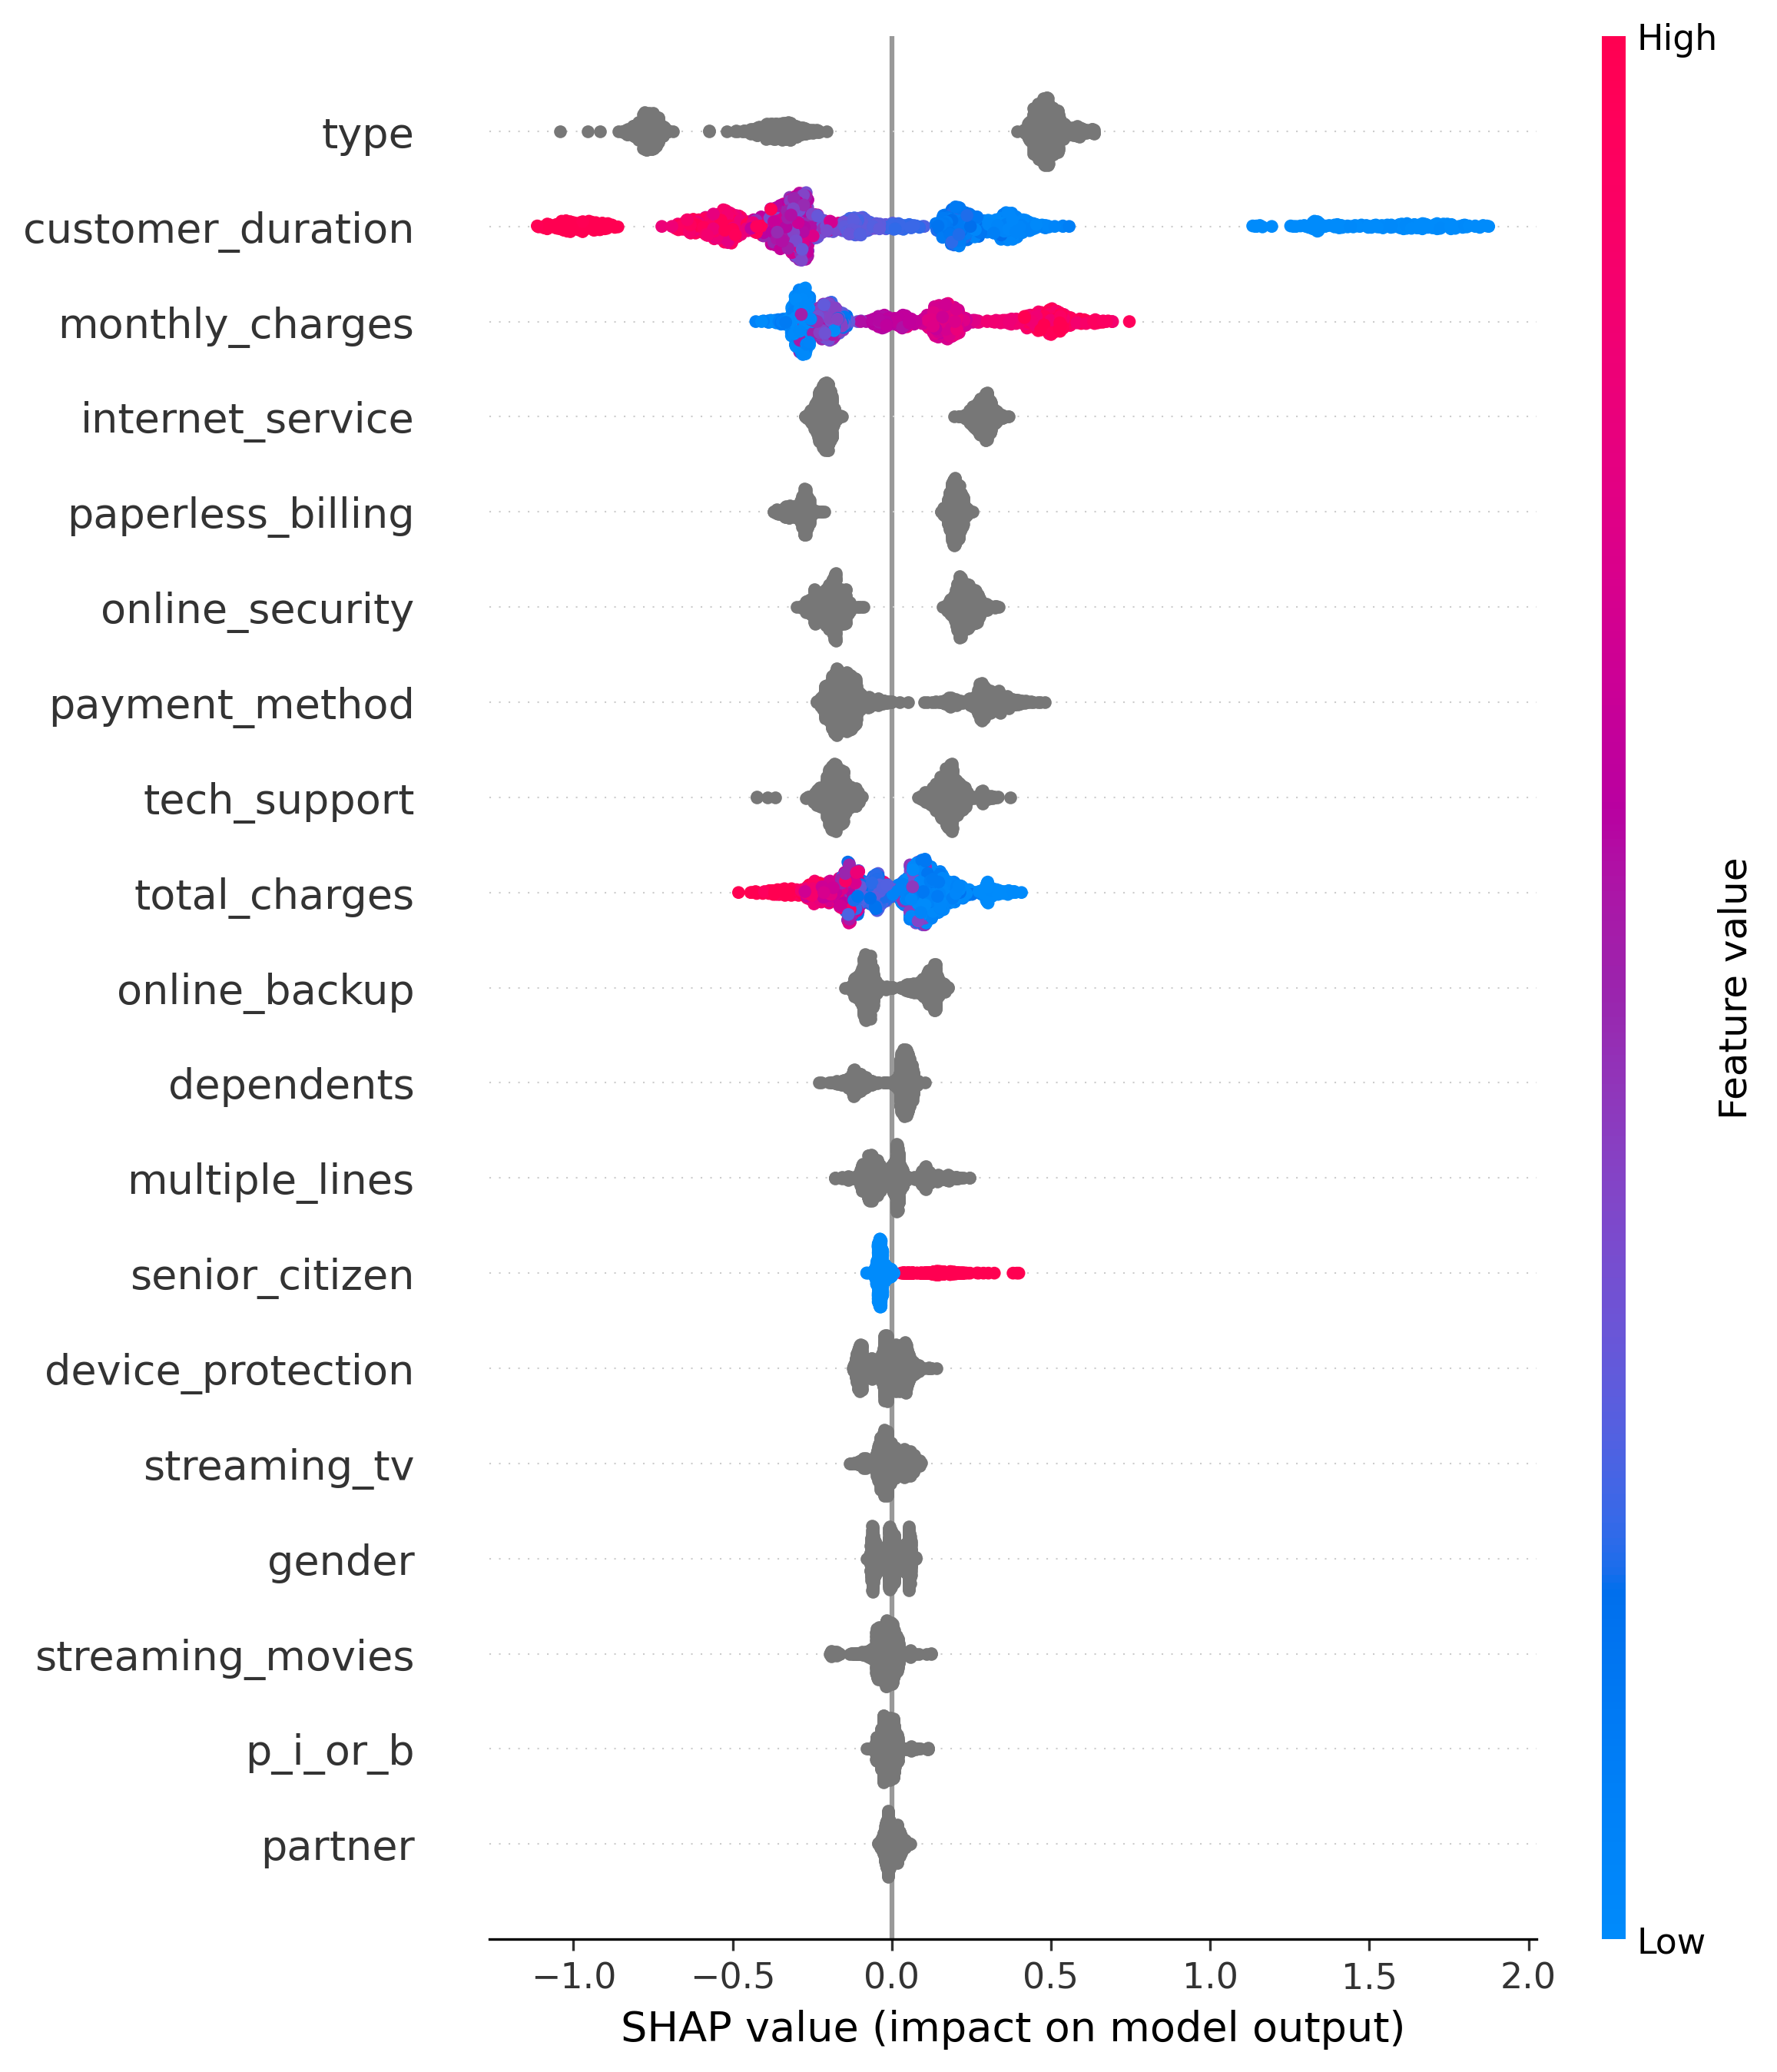 High
type
customer_duration
monthly_charges
internet_service
paperless_billing
online_security
payment_method
tech_support
total_charges
online_backup
dependents
multiple_lines
senior_citizen
device_protection
streaming_tv
gender
streaming_movies
p_i_or_b
partner
Feature value
Low
−1.0 −0.5 0.0 0.5 1.0 1.5 2.0
SHAP value (impact on model output)